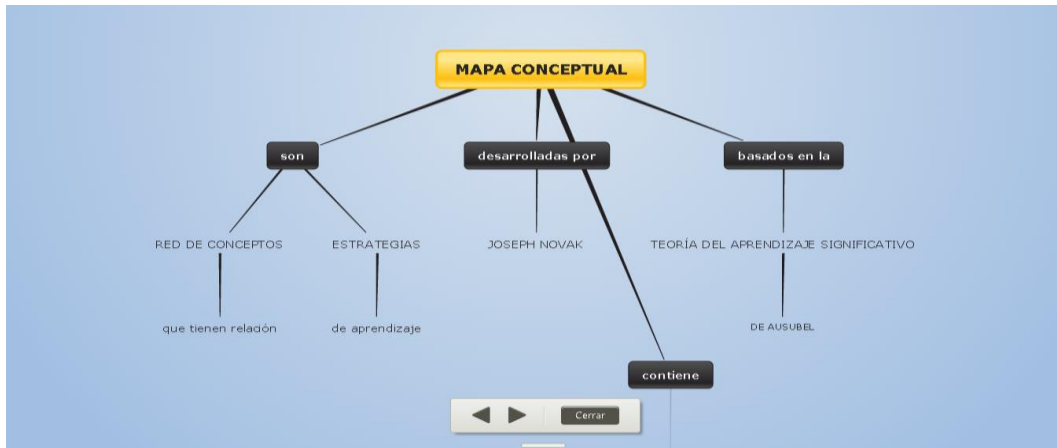 MAPA CONCEPTUAL
son
desarrolladas por
basados en la
RED DE CONCEPTOS
ESTRATEGIAS
JOSEPH NOVAK
TEORÍA DEL APRENDIZAJE SIGNIFICATIVO
que tienen relación
de aprendizaje
DE AUSUBEL
contiene
Cerrar